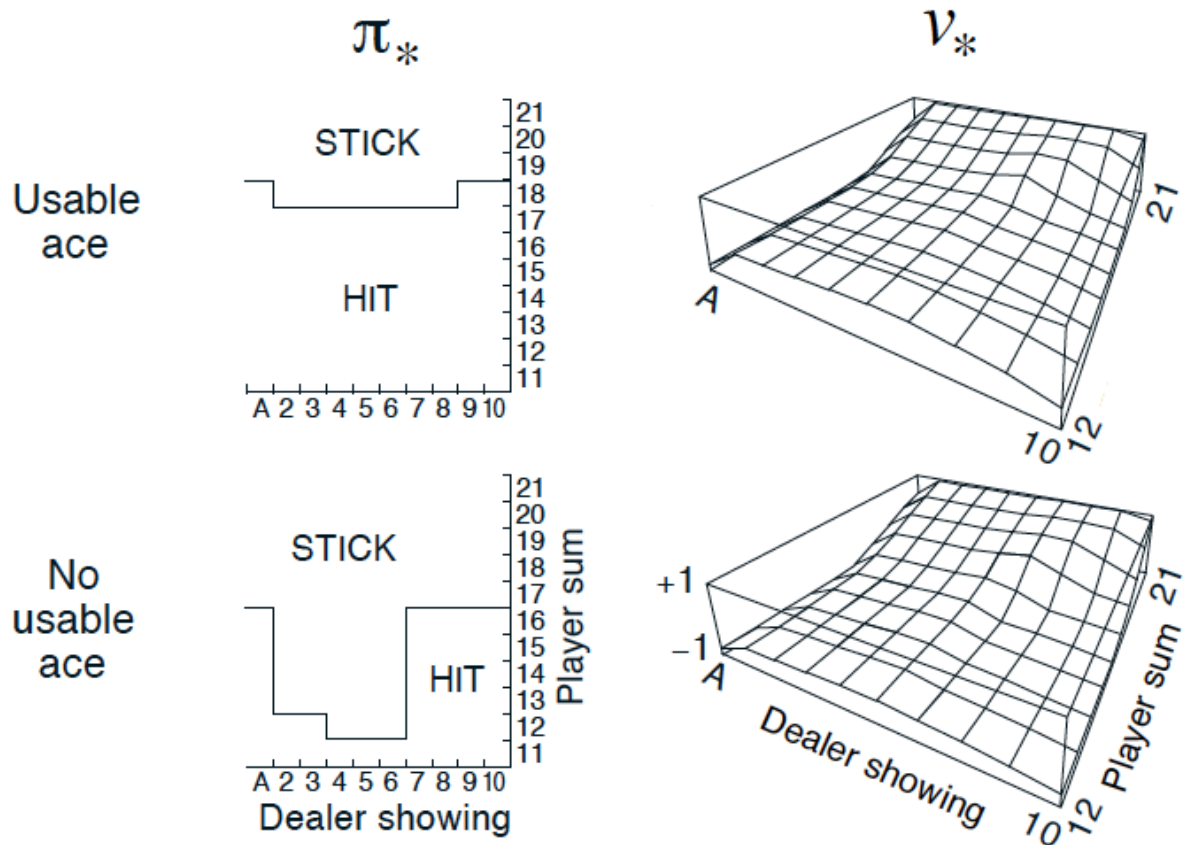 π*
v*
Usable
ace
STICK
HIT
21
20
19
18
17
16
15
14
13
12
11
A 2 3 4 5 6 7 8 9 10
A
10
12
21
No
usable
ace
STICK
HIT
21
20
19
18
17
16
15
14
13
12
11
Player sum
A 2 3 4 5 6 7 8 9 10
Dealer showing
+1
−1
A
Dealer showing
10
12
Player sum
21